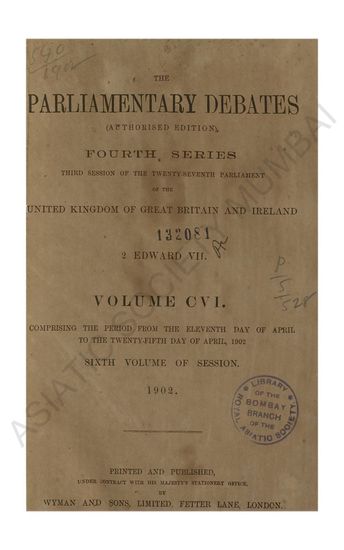 1902
THE
PARLIAMENTARY DEBATES
(AUTHORISED EDITION),
FOURTH SERIES
THIRD SESSION OF THE TWENTY-SEVENTH PARLIAMENT
OF THE
UNITED KINGDOM OF GREAT BRITAIN AND IRELAND
132081
2 EDWARD VII.
P/5/528
VOLUME CVI.
COMPRISING THE PERIOD FROM THE ELEVENTH DAY OF APRIL
TO THE TWENTY-FIFTH DAY OF APRIL, 1902
SIXTH VOLUME OF SESSION.
1902.
LIBRARY
OF THE
BOMBAY
BRANCH
OF THE
ROYAL ASIATIC SOCIETY
PRINTED AND PUBLISHED,
UNDER CONTRACT WITH HIS MAJESTY'S STATIONERY OFFICE,
BY
WYMAN AND SONS, LIMITED, FETTER LANE, LONDON.
ASIATIC SOCIETY MUMBAI